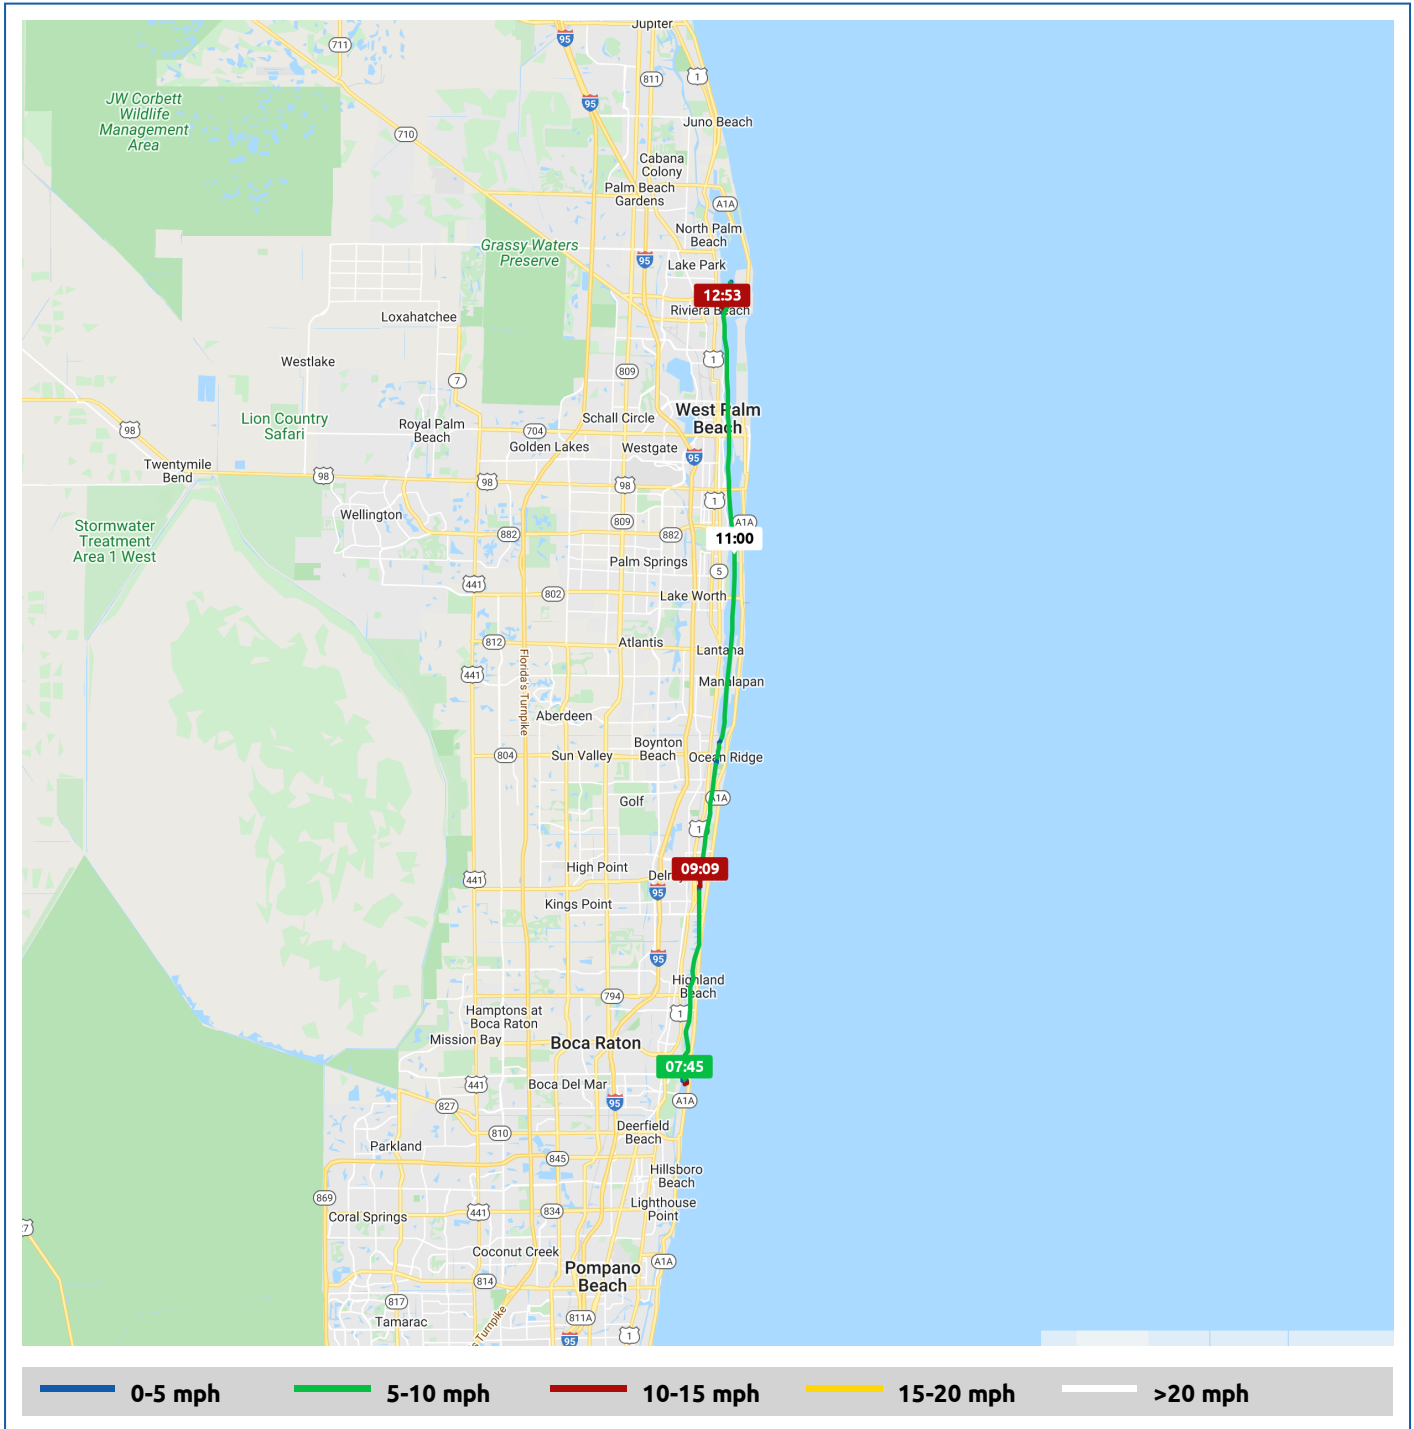 Jupiter
95
711
811
1
95
JW Corbett
Wildlife
Management
Area
Juno Beach
710
Cabana
Colony
Palm Beach
Gardens
A1A
North Palm
Beach
Grassy Waters
Preserve
95
Lake Park
12:53
Riviera Beach
Loxahatchee
1
Westlake
809
7
West Palm
Beach
Lion Country
Safari
Schall Circle
Royal Palm
Beach
98
704
Golden Lakes
Westgate
95
Twentymile
Bend
98
98
98
1
Wellington
809
A1A
Stormwater
Treatment
Area 1 West
882
882
11:00
Palm Springs
5
441
802
Lake Worth
812
Atlantis
Lantana
441
Florida's Turnpike
Manalapan
Aberdeen
Boynton
Beach
804
Sun Valley
Ocean Ridge
Golf
A1A
1
High Point
09:09
441
Delr
95
Kings Point
95
Highland
Beach
794
Hamptons at
Boca Raton
1
Mission Bay
Boca Raton
07:45
441
Boca Del Mar
95
A1A
827
Deerfield
Beach
810
Parkland
845
Hillsboro
Beach
869
Lighthouse
Point
Coral Springs
441
834
7
Coconut Creek
A1A
Pompano
Beach
814
817
811A
Tamarac
s Turnpike
95
1
0-5 mph
5-10 mph
10-15 mph
15-20 mph
>20 mph